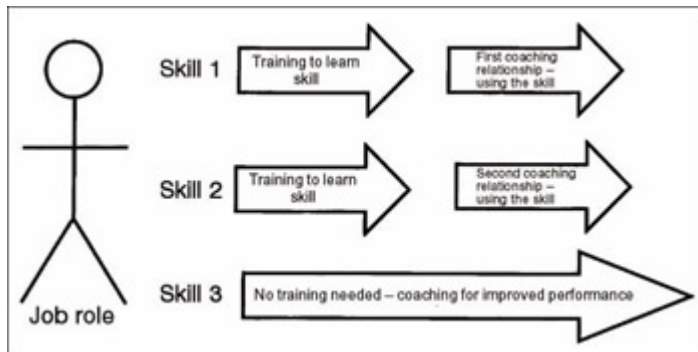 Skill 1
Training to learn
skill
First coaching
relationship –
using the skill
Skill 2
Training to learn
skill
Second coaching
relationship –
using the skill
Skill 3
No training needed – coaching for improved performance
Job role